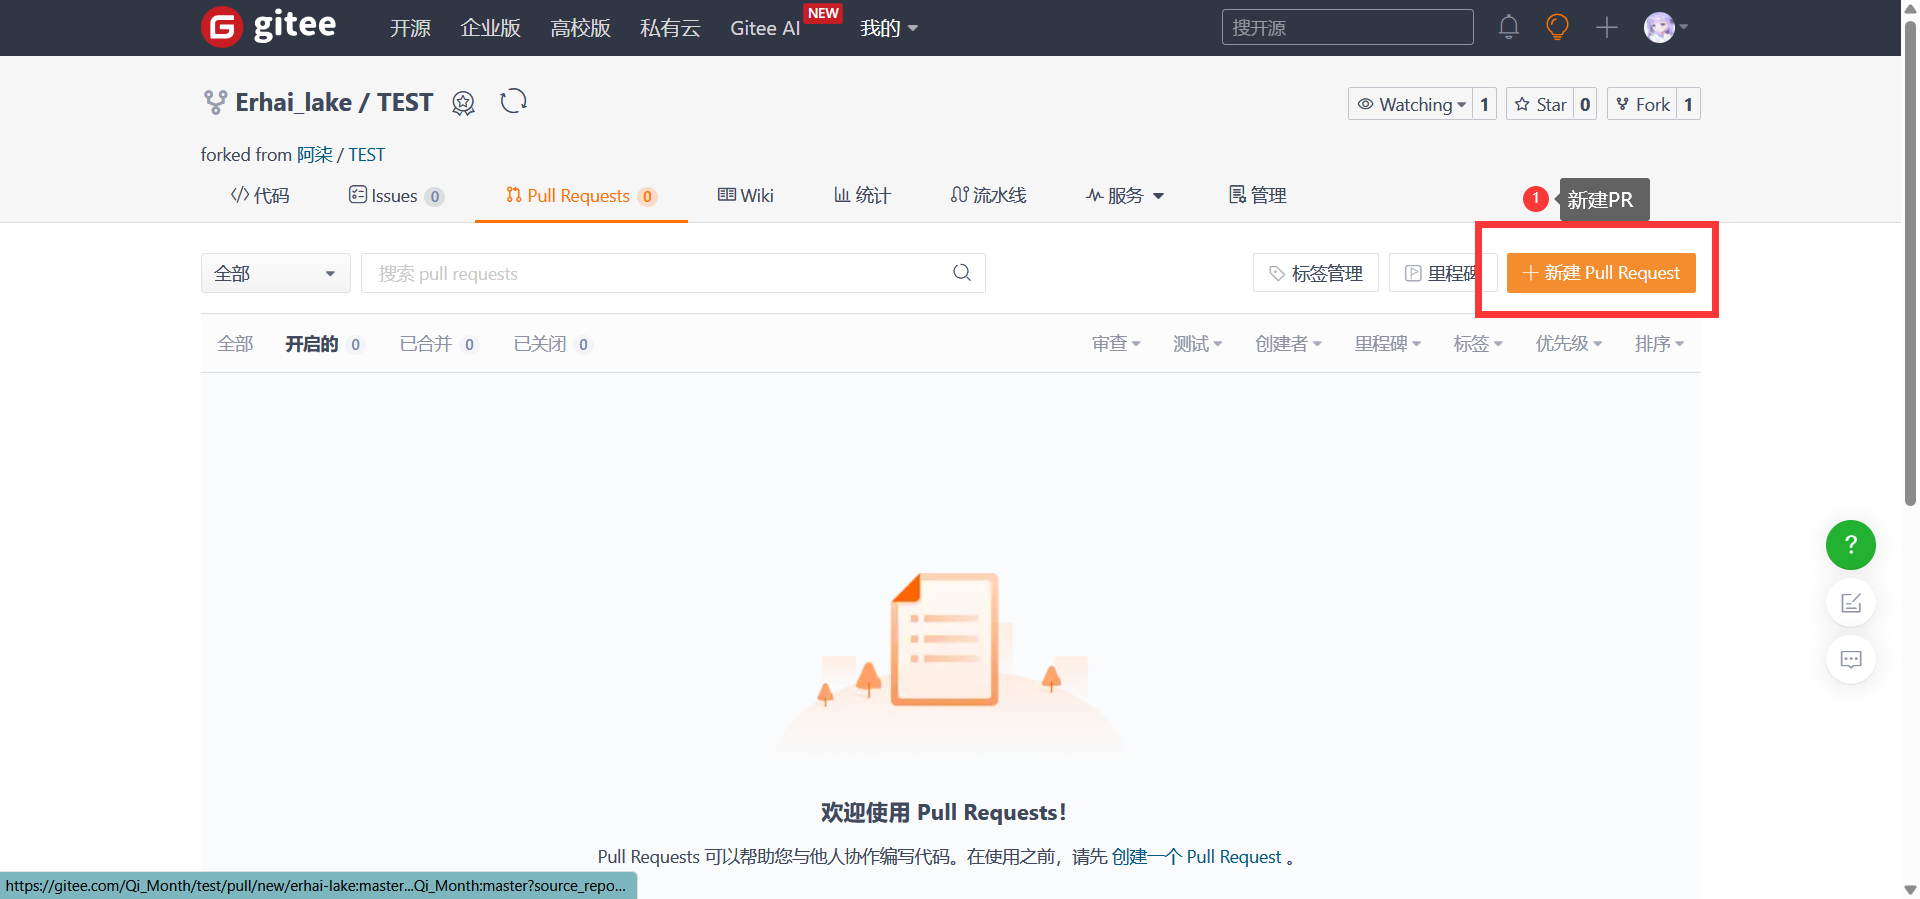 gitee 开源 企业版 高校版 私有云 Gitee AI NEW 我的 搜开源
Erhai_lake / TEST Watching 1 Star 0 Fork 1
forked from 阿柒 / TEST
代码 Issues 0 Pull Requests 0 Wiki 统计 流水线 服务 管理 1 新建PR
全部 搜索 pull requests 标签管理 里程碑 新建 Pull Request
全部 开启的 0 已合并 0 已关闭 0 审查 测试 创建者 里程碑 标签 优先级 排序
?
欢迎使用 Pull Requests！
Pull Requests 可以帮助您与他人协作编写代码。在使用之前，请先 创建一个 Pull Request 。
https://gitee.com/Qi_Month/test/pull/new/erhai-lake:master...Qi_Month:master?source_repo...